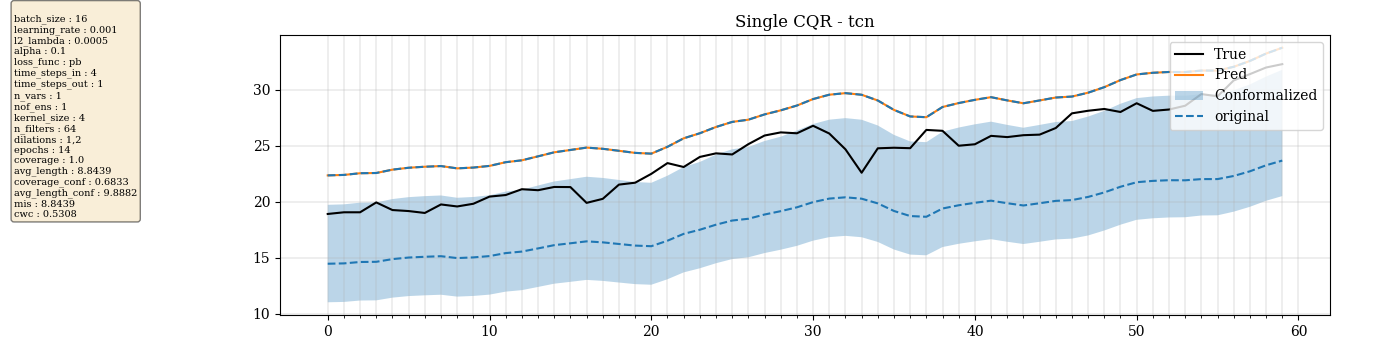 batch_size : 16
learning_rate : 0.001
l2_lambda : 0.0005
alpha : 0.1
loss_func : pb
time_steps_in : 4
time_steps_out : 1
n_vars : 1
nof_ens : 1
kernel_size : 4
n_filters : 64
dilations : 1,2
epochs : 14
coverage : 1.0
avg_length : 8.8439
coverage_conf : 0.6833
avg_length_conf : 9.8882
mis : 8.8439
cwc : 0.5308
Single CQR - tcn
True
Pred
Conformalized
original
30
25
20
15
10
0 10 20 30 40 50 60